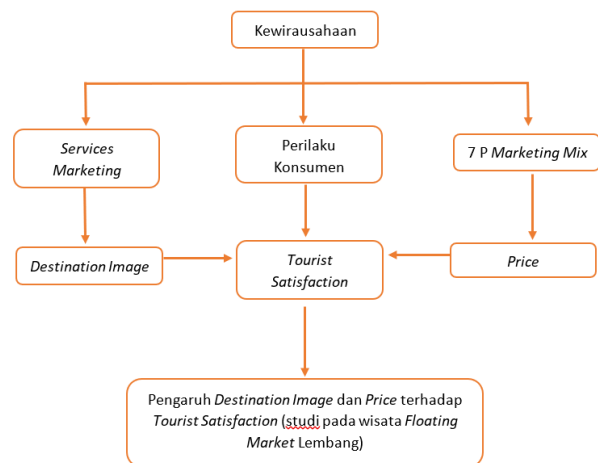 Kewirausahaan
Services
Marketing
Perilaku
Konsumen
7 P Marketing Mix
Destination Image
Tourist
Satisfaction
Price
Pengaruh Destination Image dan Price terhadap
Tourist Satisfaction (studi pada wisata Floating
Market Lembang)